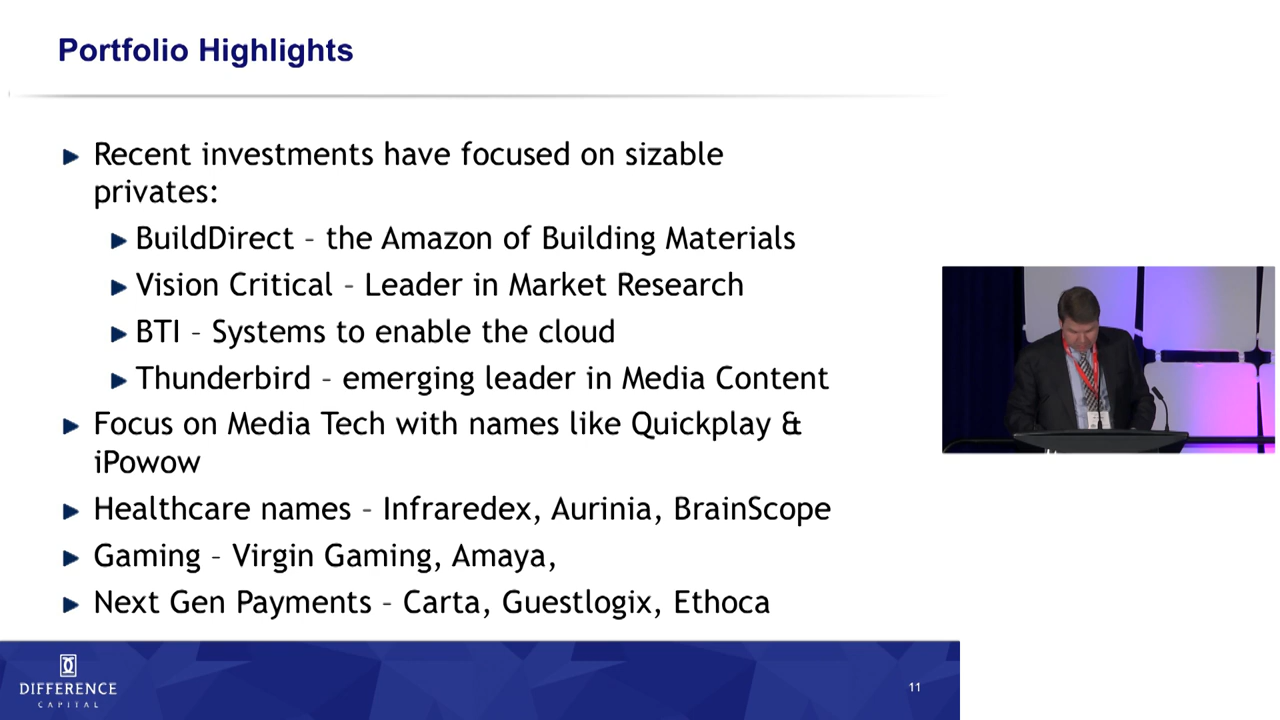 Portfolio Highlights
Recent investments have focused on sizable
privates:
BuildDirect – the Amazon of Building Materials
Vision Critical – Leader in Market Research
BTI – Systems to enable the cloud
Thunderbird – emerging leader in Media Content
Focus on Media Tech with names like Quickplay &
iPowow
Healthcare names – Infraredex, Aurinia, BrainScope
Gaming – Virgin Gaming, Amaya,
Next Gen Payments – Carta, Guestlogix, Ethoca
DIFFERENCE
CAPITAL
11